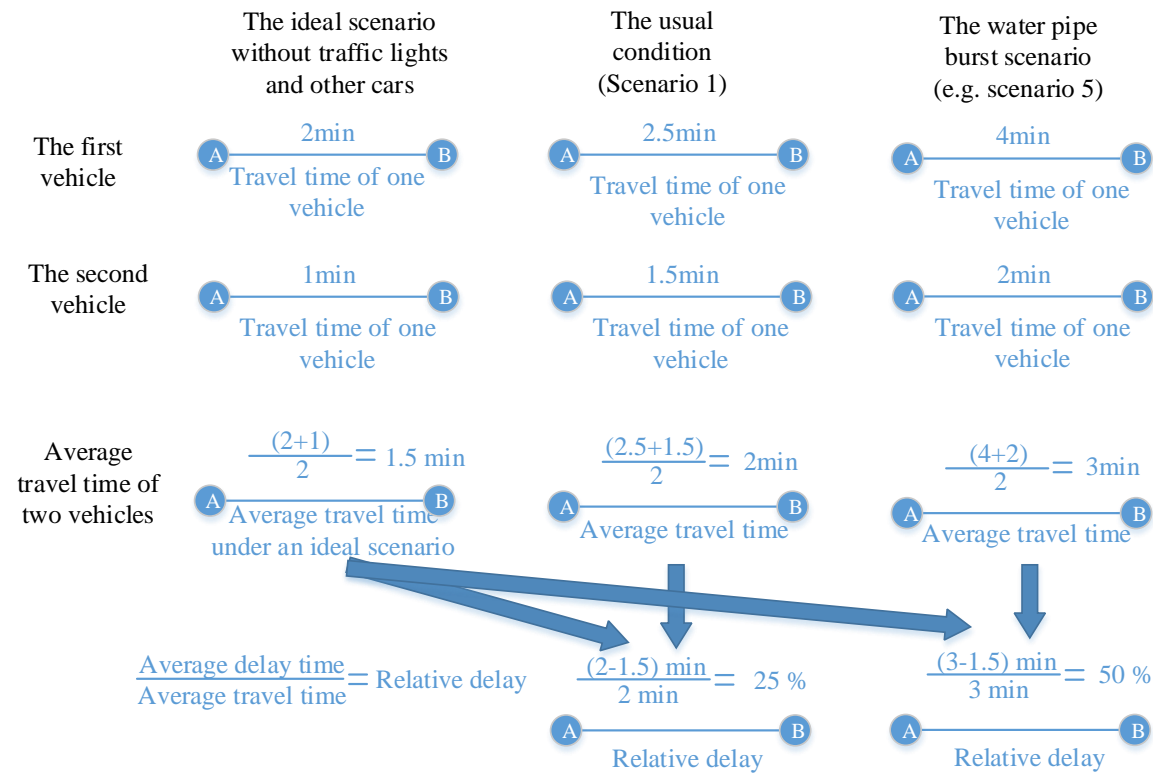 The ideal scenario
without traffic lights
and other cars
The usual
condition
(Scenario 1)
The water pipe
burst scenario
(e.g. scenario 5)
The first
vehicle
2min
A B
Travel time of one
vehicle
2.5min
A B
Travel time of one
vehicle
4min
A B
Travel time of one
vehicle
The second
vehicle
1min
A B
Travel time of one
vehicle
1.5min
A B
Travel time of one
vehicle
2min
A B
Travel time of one
vehicle
Average
travel time of
two vehicles
(2+1)
2
= 1.5 min
A B
Average travel time
under an ideal scenario
(2.5+1.5)
2
= 2min
A B
Average travel time
(4+2)
2
= 3min
A B
Average travel time
Average delay time
Average travel time
= Relative delay
(2-1.5) min
2 min
= 25 %
A B
Relative delay
(3-1.5) min
3 min
= 50 %
A B
Relative delay